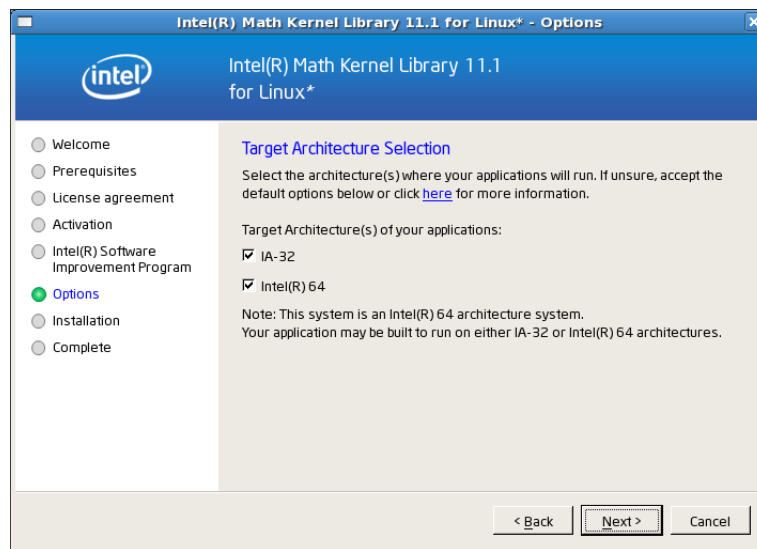 Intel(R) Math Kernel Library 11.1 for Linux* - Options
intel
Intel(R) Math Kernel Library 11.1
for Linux*
Welcome
Prerequisites
License agreement
Activation
Intel(R) Software
Improvement Program
Options
Installation
Complete
Target Architecture Selection
Select the architecture(s) where your applications will run. If unsure, accept the
default options below or click here for more information.
Target Architecture(s) of your applications:
IA-32
Intel(R) 64
Note: This system is an Intel(R) 64 architecture system.
Your application may be built to run on either IA-32 or Intel(R) 64 architectures.
< Back
Next >
Cancel